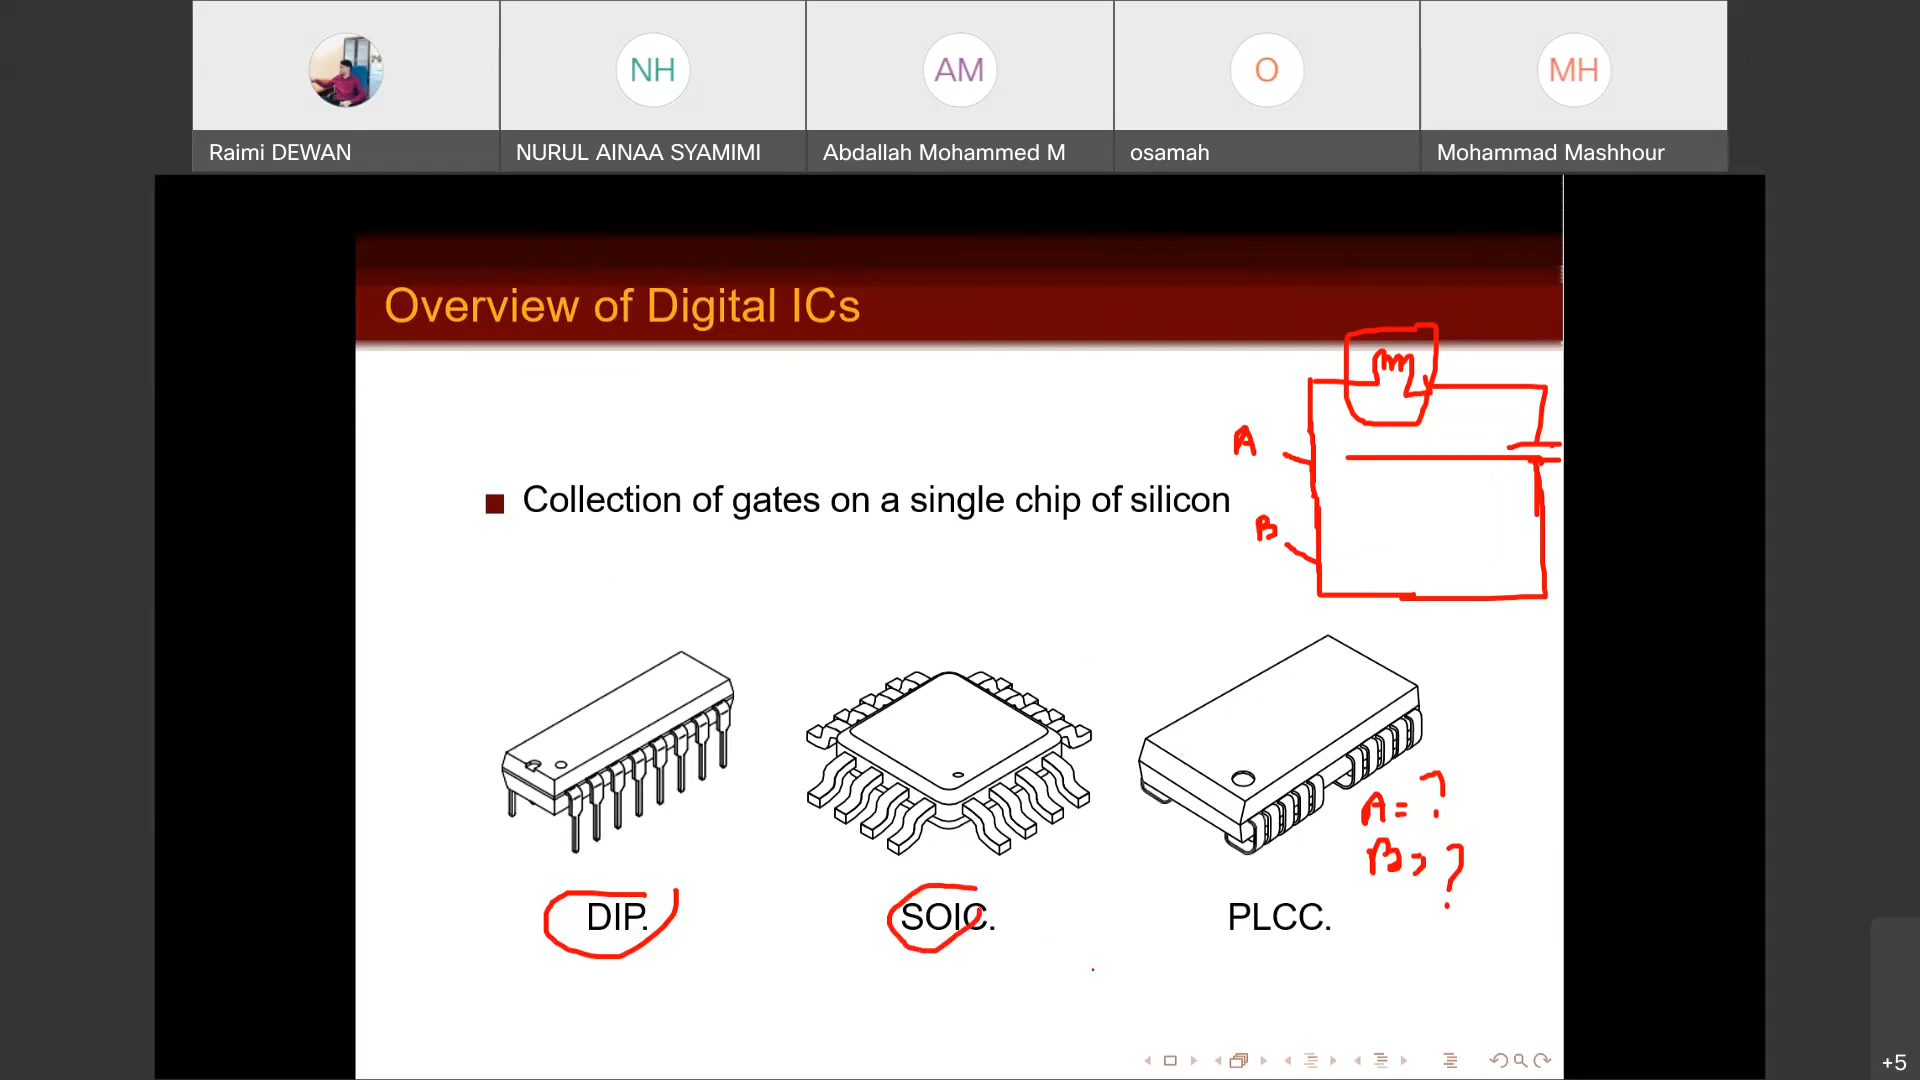 NH
AM
O
MH
Raimi DEWAN
NURUL AINAA SYAMIMI
Abdallah Mohammed M
osamah
Mohammad Mashhour
Overview of Digital ICs
A
Collection of gates on a single chip of silicon
B
A = ?
B = ?
DIP.
SOIC.
PLCC.
+5